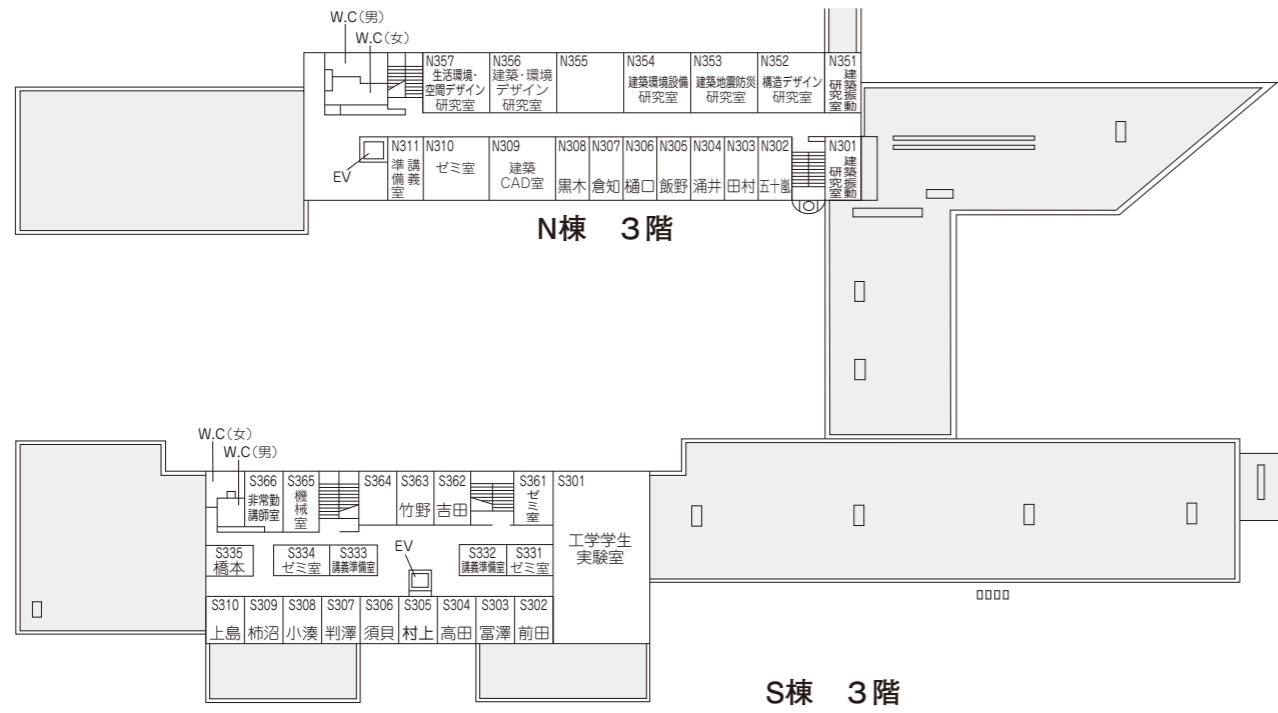 W.C(男)
W.C(女)
N357
生活環境・
空間デザイン
研究室
N356
建築・環境
デザイン
研究室
N355
N354
建築環境設備
研究室
N353
建築地震防災
研究室
N352
構造デザイン
研究室
N351
建築振動
研究室
EV
N311
講義
準備室
N310
ゼミ室
N309
建築
CAD室
N308
黒木
N307
倉知
N306
樋口
N305
飯野
N304
涌井
N303
田村
N302
五十嵐
N301
建築振動
研究室
N棟 3階
W.C(女)
W.C(男)
S366
非常勤
講師室
S365
機械室
S364
S363
竹野
S362
吉田
S361
ゼミ室
S301
工学学生
実験室
S335
橋本
S334
ゼミ室
S333
講義準備室
EV
S332
講義準備室
S331
ゼミ室
S310
上島
S309
柿沼
S308
小湊
S307
判澤
S306
須貝
S305
村上
S304
高田
S303
冨澤
S302
前田
S棟 3階